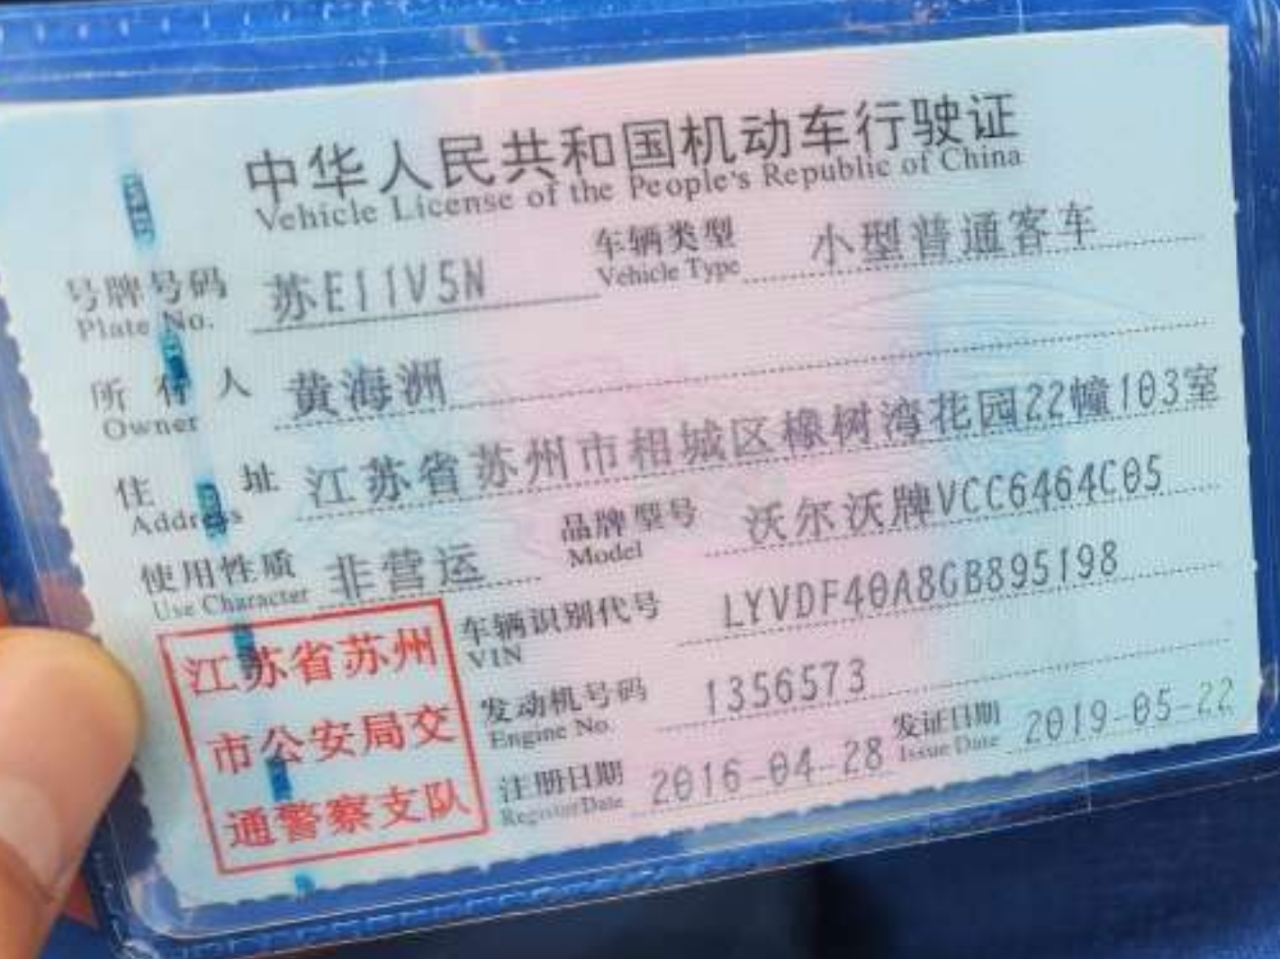 中华人民共和国机动车行驶证
Vehicle License of the People's Republic of China
号牌号码 苏E11V5N 车辆类型 小型普通客车
Plate No. Vehicle Type
所有人 黄海洲
Owner
住址 江苏省苏州市相城区橡树湾花园22幢103室
Address
使用性质 非营运 品牌型号 沃尔沃牌VCC6464C05
Use Character Model
车辆识别代号 LYVDF40A8GB895198
VIN
发动机号码 1356573
Engine No.
注册日期 2016-04-28 发证日期 2019-05-22
Register Date Issue Date
江苏省苏州
市公安局交
通警察支队